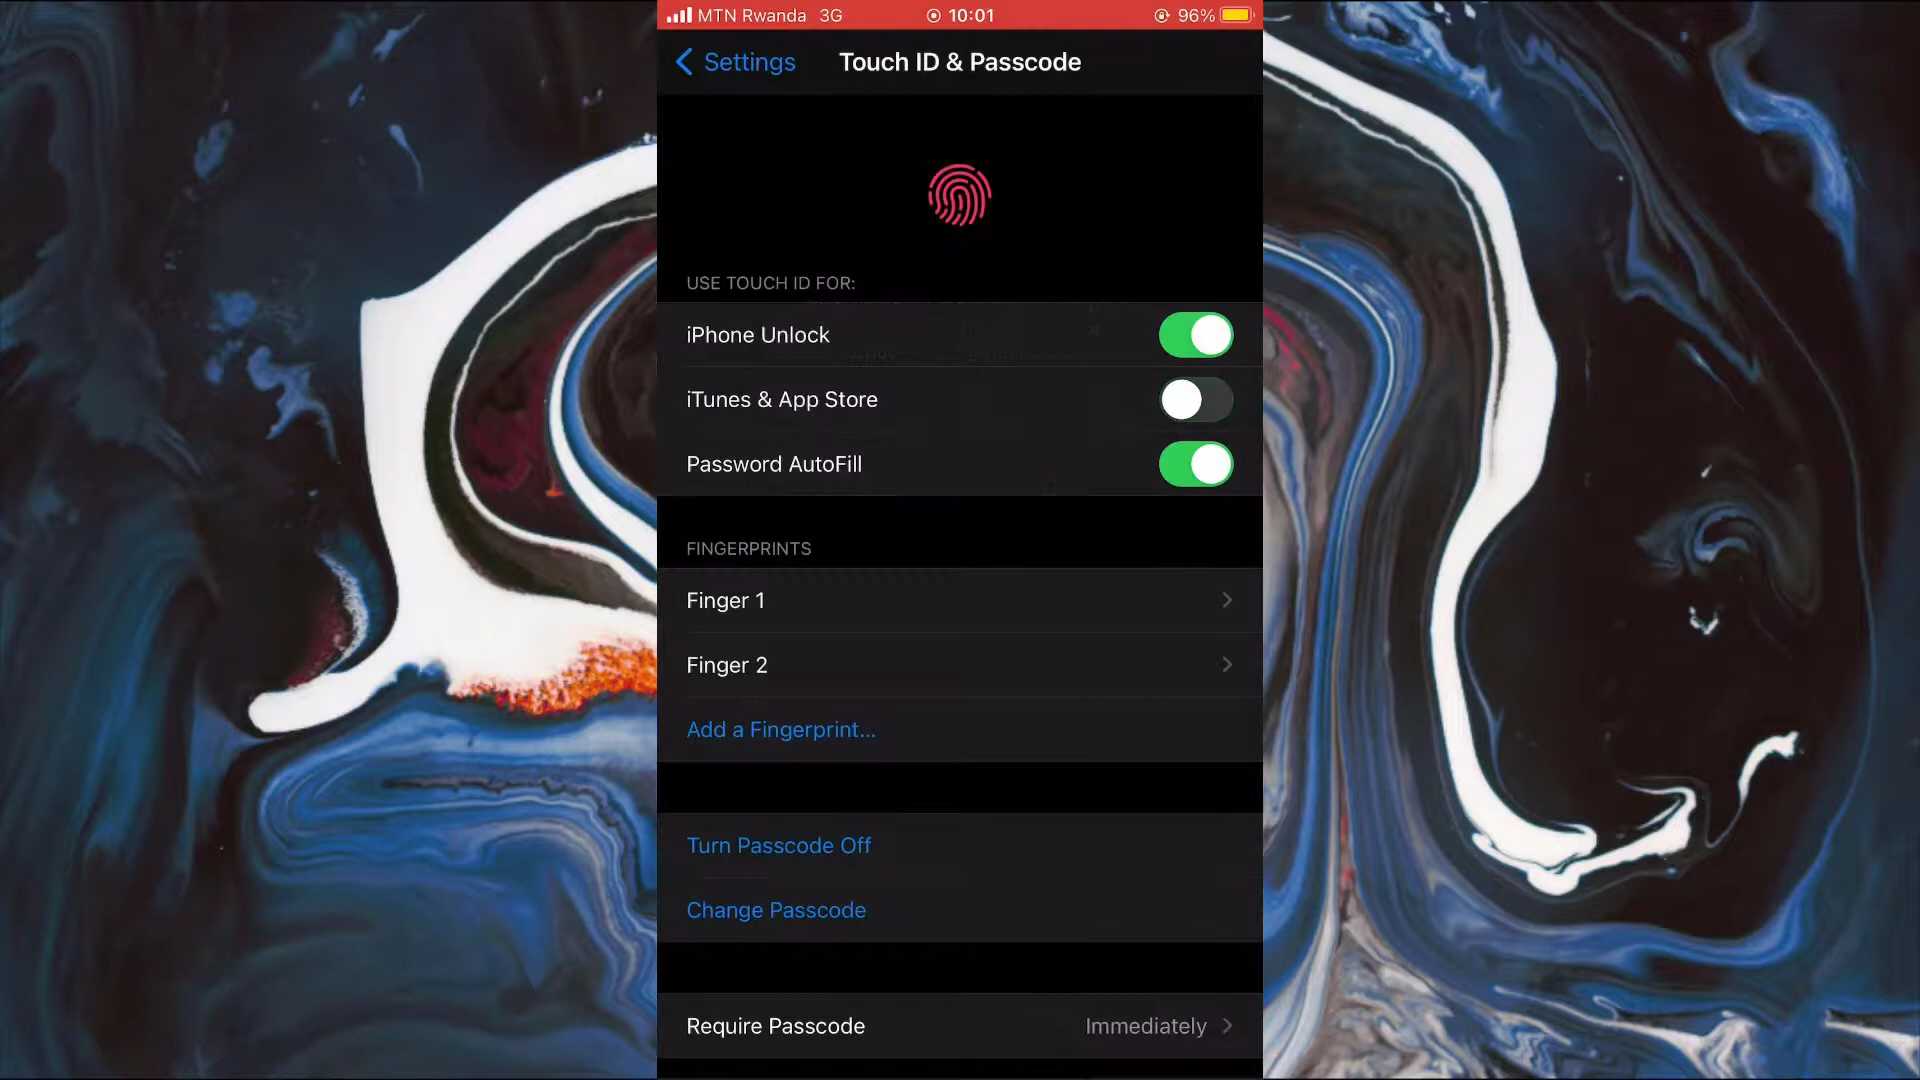 MTN Rwanda 3G 10:01 96%
Settings Touch ID & Passcode
USE TOUCH ID FOR:
iPhone Unlock
iTunes & App Store
Password AutoFill
FINGERPRINTS
Finger 1
Finger 2
Add a Fingerprint...
Turn Passcode Off
Change Passcode
Require Passcode Immediately